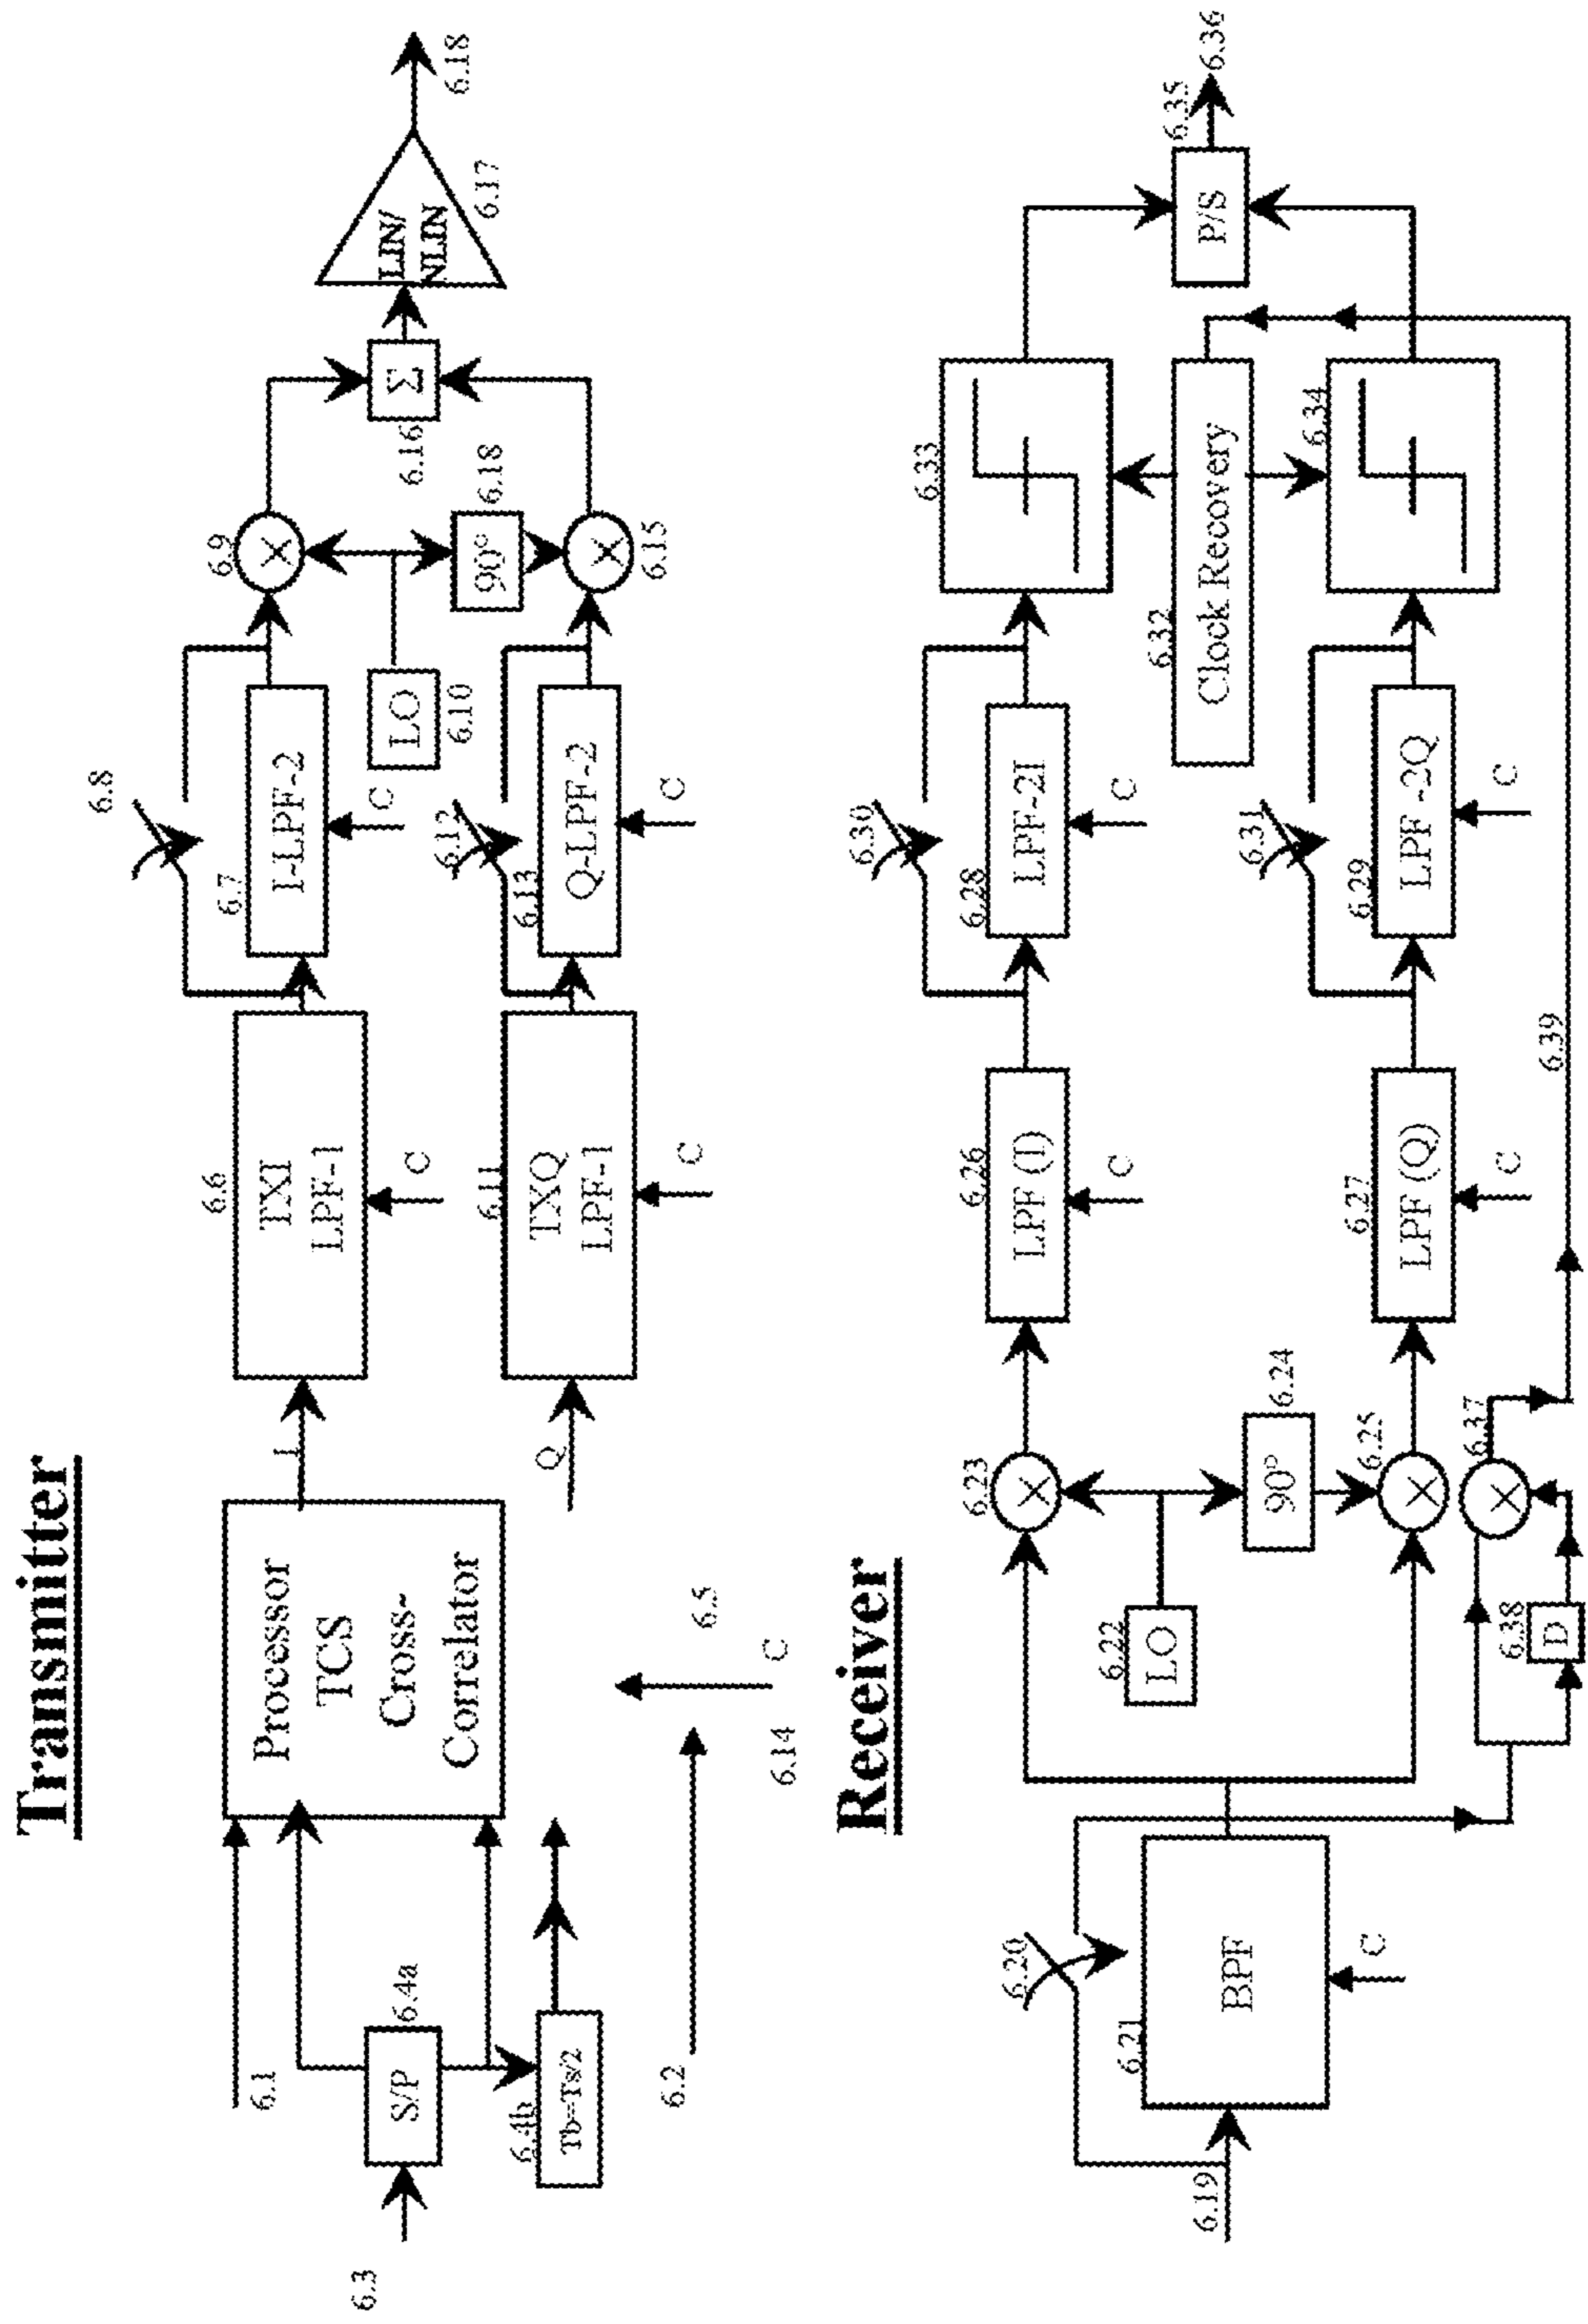 Transmitter
6.1
6.3
S/P
6.4a
6.4b
Tb=Ts/2
6.2
Processor
TCS
Cross-
Correlator
6.5
C
6.14
I
Q
6.6
TXI
LPF-1
C
6.11
TXQ
LPF-1
C
6.8
6.7
I-LPF-2
C
6.12
6.13
Q-LPF-2
C
LO
6.10
6.9
X
90°
6.18
X
6.15
Σ
6.16
LIN/
NLIN
6.17
6.18
Receiver
6.19
6.20
6.21
BPF
C
6.22
LO
6.23
X
90°
6.24
6.25
X
6.37
X
6.38
D
6.39
6.26
LPF (I)
C
6.27
LPF (Q)
C
6.30
6.28
LPF-2I
C
6.31
6.29
LPF -2Q
C
6.32
Clock Recovery
6.33
6.34
P/S
6.35
6.36